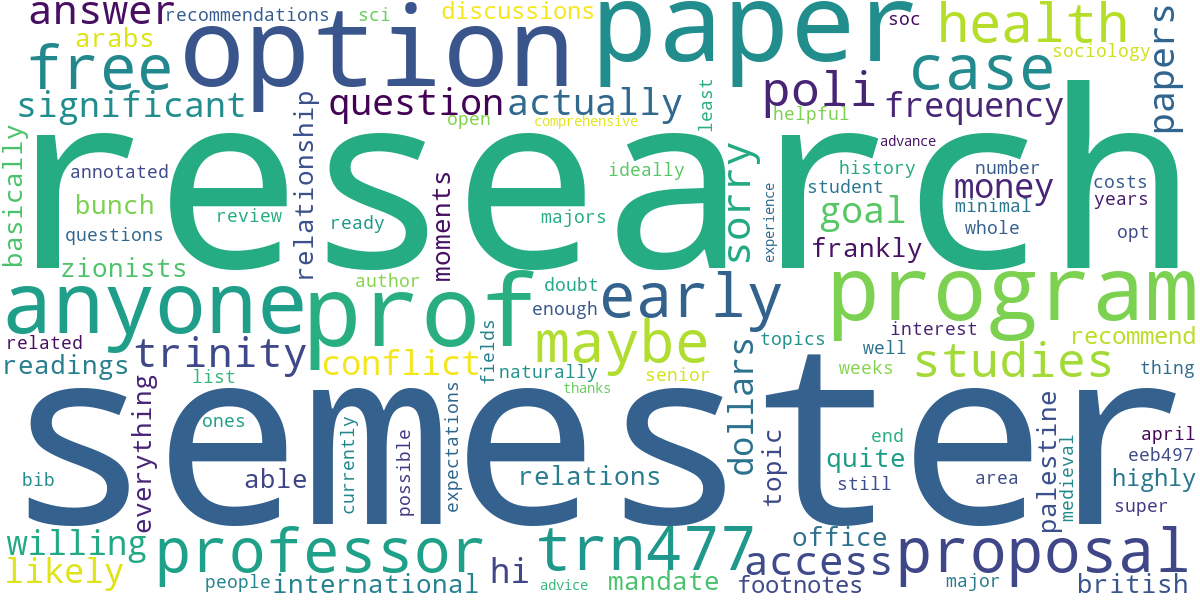 answer
recommendations
sci
discussions
soc
health
papers
arabs
option
paper
sociology
free
case
significant
question
actually
poli
frequency
relationship
open
comprehensive
least
helpful
basically
research
advance
annotated
ideally
history
number
costs
bunch
student
money
years
review
ready
moments
majors
sorry
experience
goal
minimal
questions
whole
opt
zionists
frankly
author
doubt
early
program
anyone
prof
enough
related
trinity
maybe
dollars
topics
interest
recommend
readings
conflict
fields
naturally
well
studies
list
senior
weeks
thing
thanks
everything
semester
ones
expectations
topic
end
palestine
april
currently
possible
quite
medieval
eeb497
bib
able
relations
still
area
highly
super
willing
professor
trn477
office
access
proposal
likely
people
international
hi
advice
mandate
footnotes
major
british